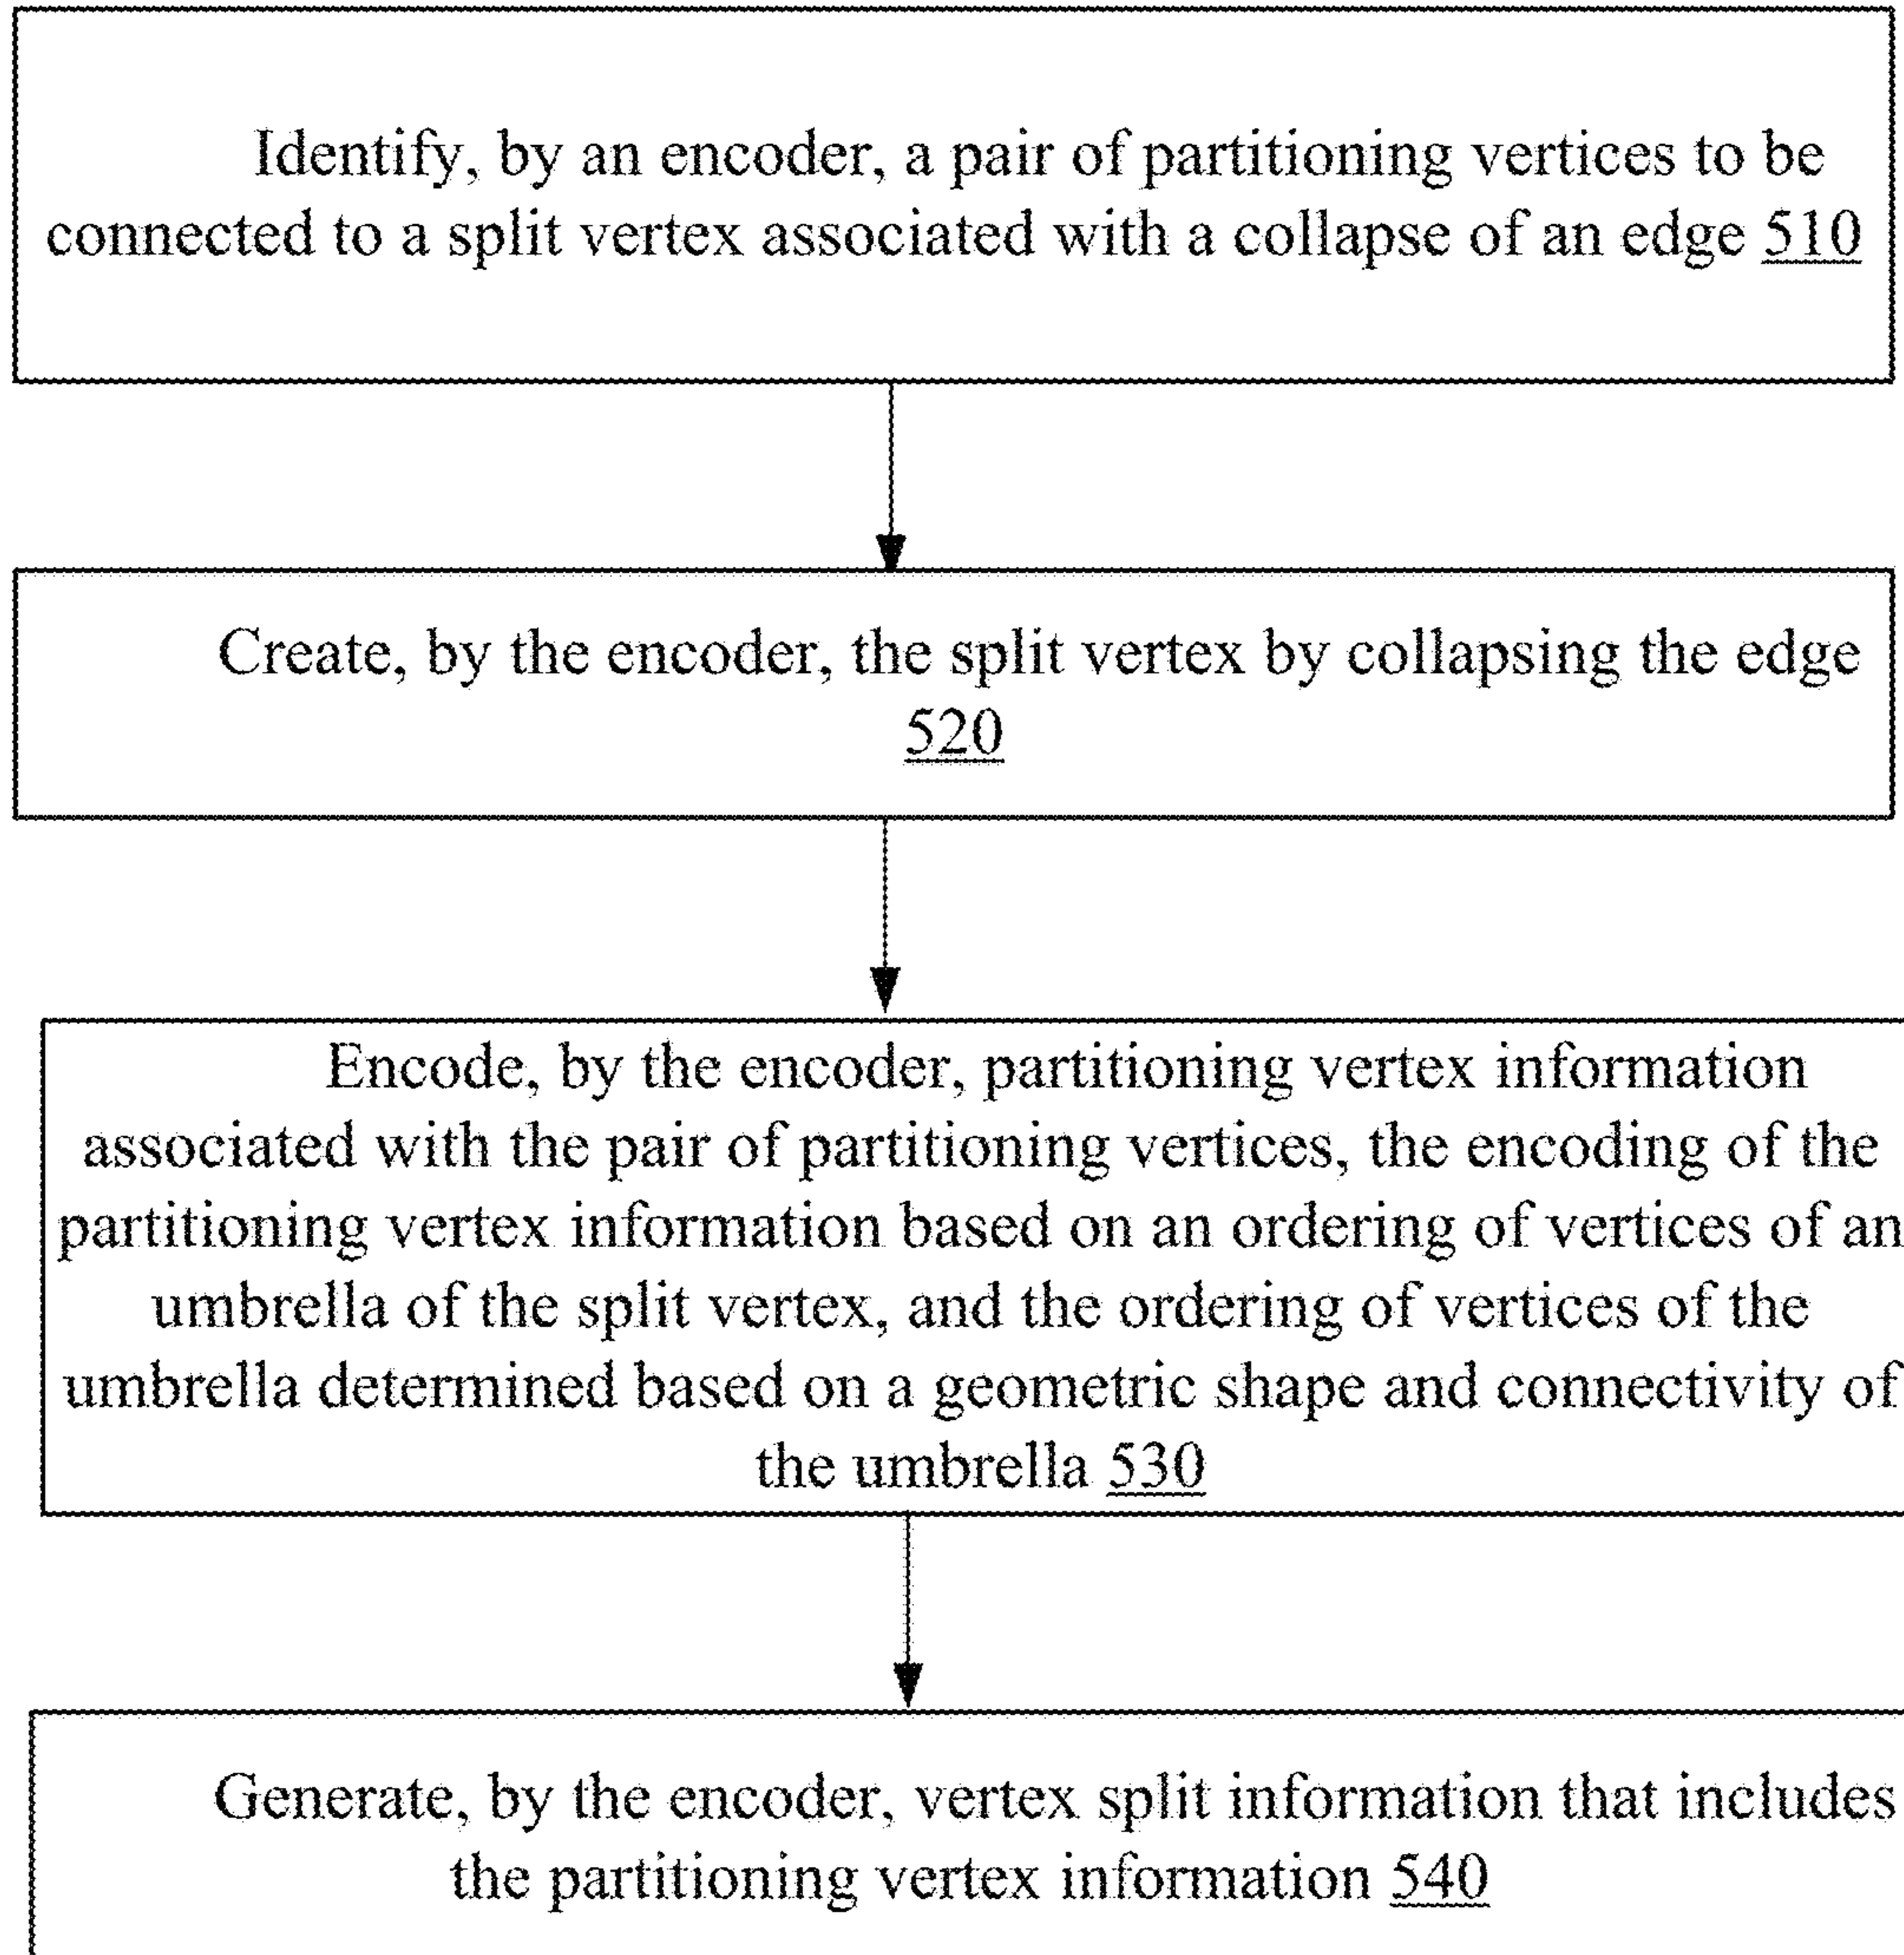 Identify, by an encoder, a pair of partitioning vertices to be
connected to a split vertex associated with a collapse of an edge 510
Create, by the encoder, the split vertex by collapsing the edge
520
Encode, by the encoder, partitioning vertex information
associated with the pair of partitioning vertices, the encoding of the
partitioning vertex information based on an ordering of vertices of an
umbrella of the split vertex, and the ordering of vertices of the
umbrella determined based on a geometric shape and connectivity of
the umbrella 530
Generate, by the encoder, vertex split information that includes
the partitioning vertex information 540